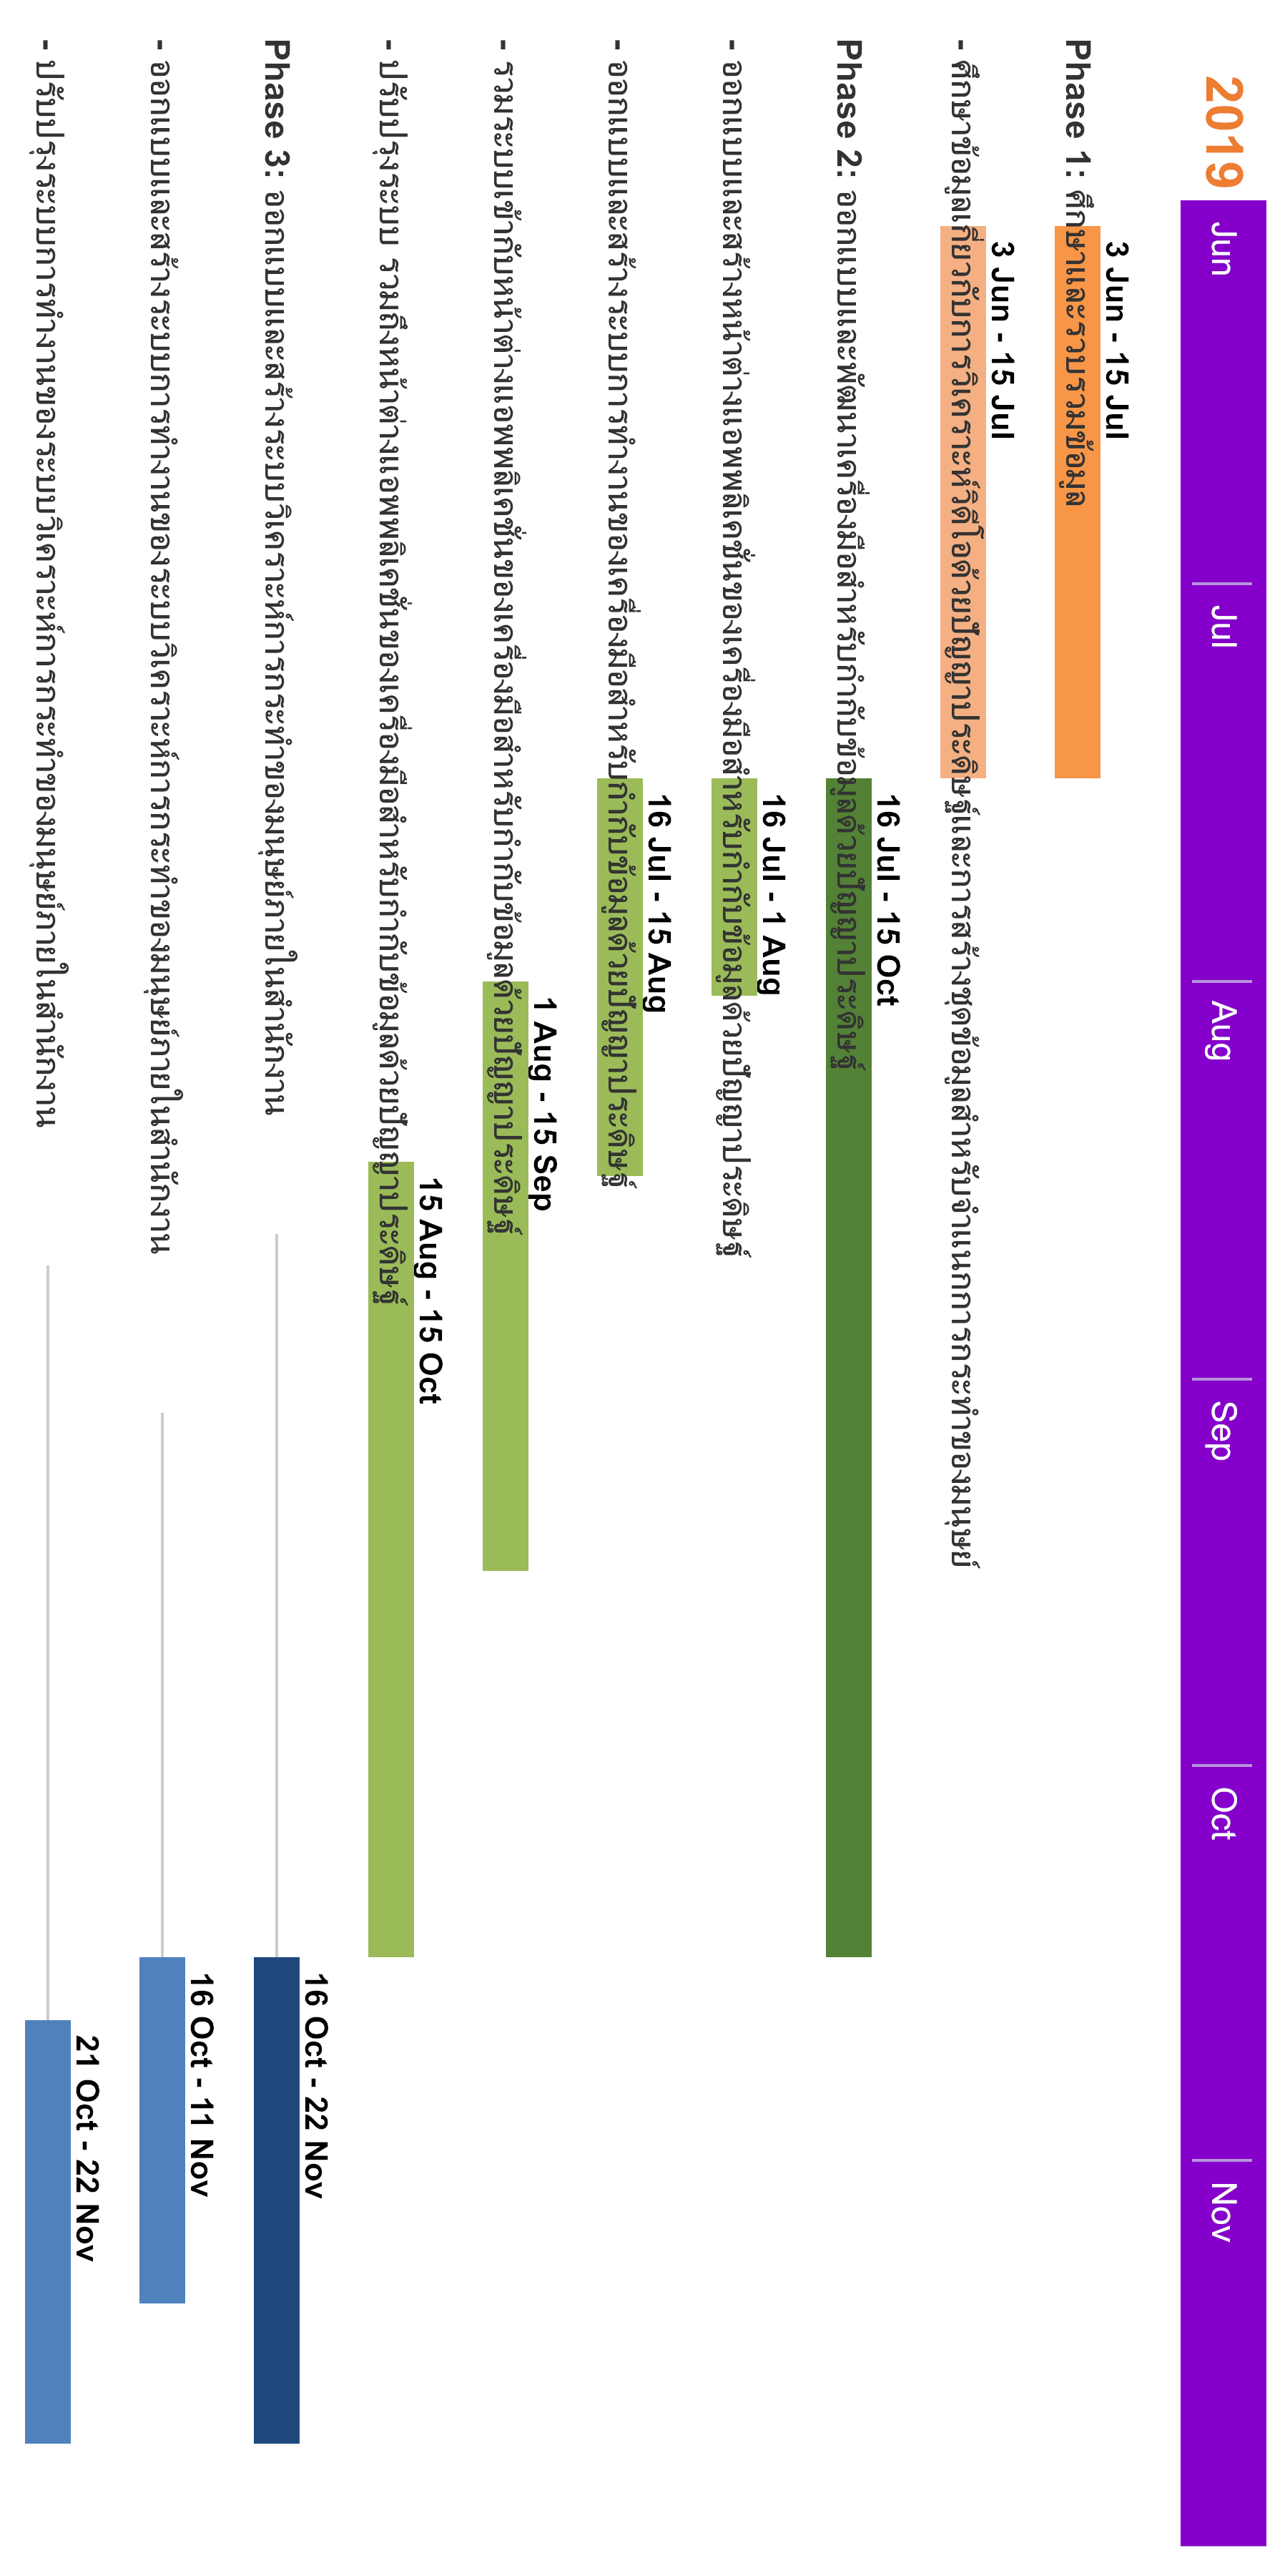 2019
Jun Jul Aug Sep Oct Nov
3 Jun - 15 Jul
Phase 1: ศึกษาและรวบรวมข้อมูล
3 Jun - 15 Jul
- ศึกษาข้อมูลเกี่ยวกับการวิเคราะห์วิดีโอด้วยปัญญาประดิษฐ์และการสร้างชุดข้อมูลสำหรับจำแนกการกระทำของมนุษย์
16 Jul - 15 Oct
Phase 2: ออกแบบและพัฒนาเครื่องมือสำหรับกำกับข้อมูลด้วยปัญญาประดิษฐ์
16 Jul - 1 Aug
- ออกแบบและสร้างหน้าต่างแอพพลิเคชั่นของเครื่องมือสำหรับกำกับข้อมูลด้วยปัญญาประดิษฐ์
16 Jul - 15 Aug
- ออกแบบและสร้างระบบการทำงานของเครื่องมือสำหรับกำกับข้อมูลด้วยปัญญาประดิษฐ์
1 Aug - 15 Sep
- รวมระบบเข้ากับหน้าต่างแอพพลิเคชั่นของเครื่องมือสำหรับกำกับข้อมูลด้วยปัญญาประดิษฐ์
15 Aug - 15 Oct
- ปรับปรุงระบบ รวมถึงหน้าต่างแอพพลิเคชั่นของเครื่องมือสำหรับกำกับข้อมูลด้วยปัญญาประดิษฐ์
16 Oct - 22 Nov
Phase 3: ออกแบบและสร้างระบบวิเคราะห์การกระทำของมนุษย์ภายในสำนักงาน
16 Oct - 11 Nov
- ออกแบบและสร้างระบบการทำงานของระบบวิเคราะห์การกระทำของมนุษย์ภายในสำนักงาน
21 Oct - 22 Nov
- ปรับปรุงระบบการทำงานของระบบวิเคราะห์การกระทำของมนุษย์ภายในสำนักงาน